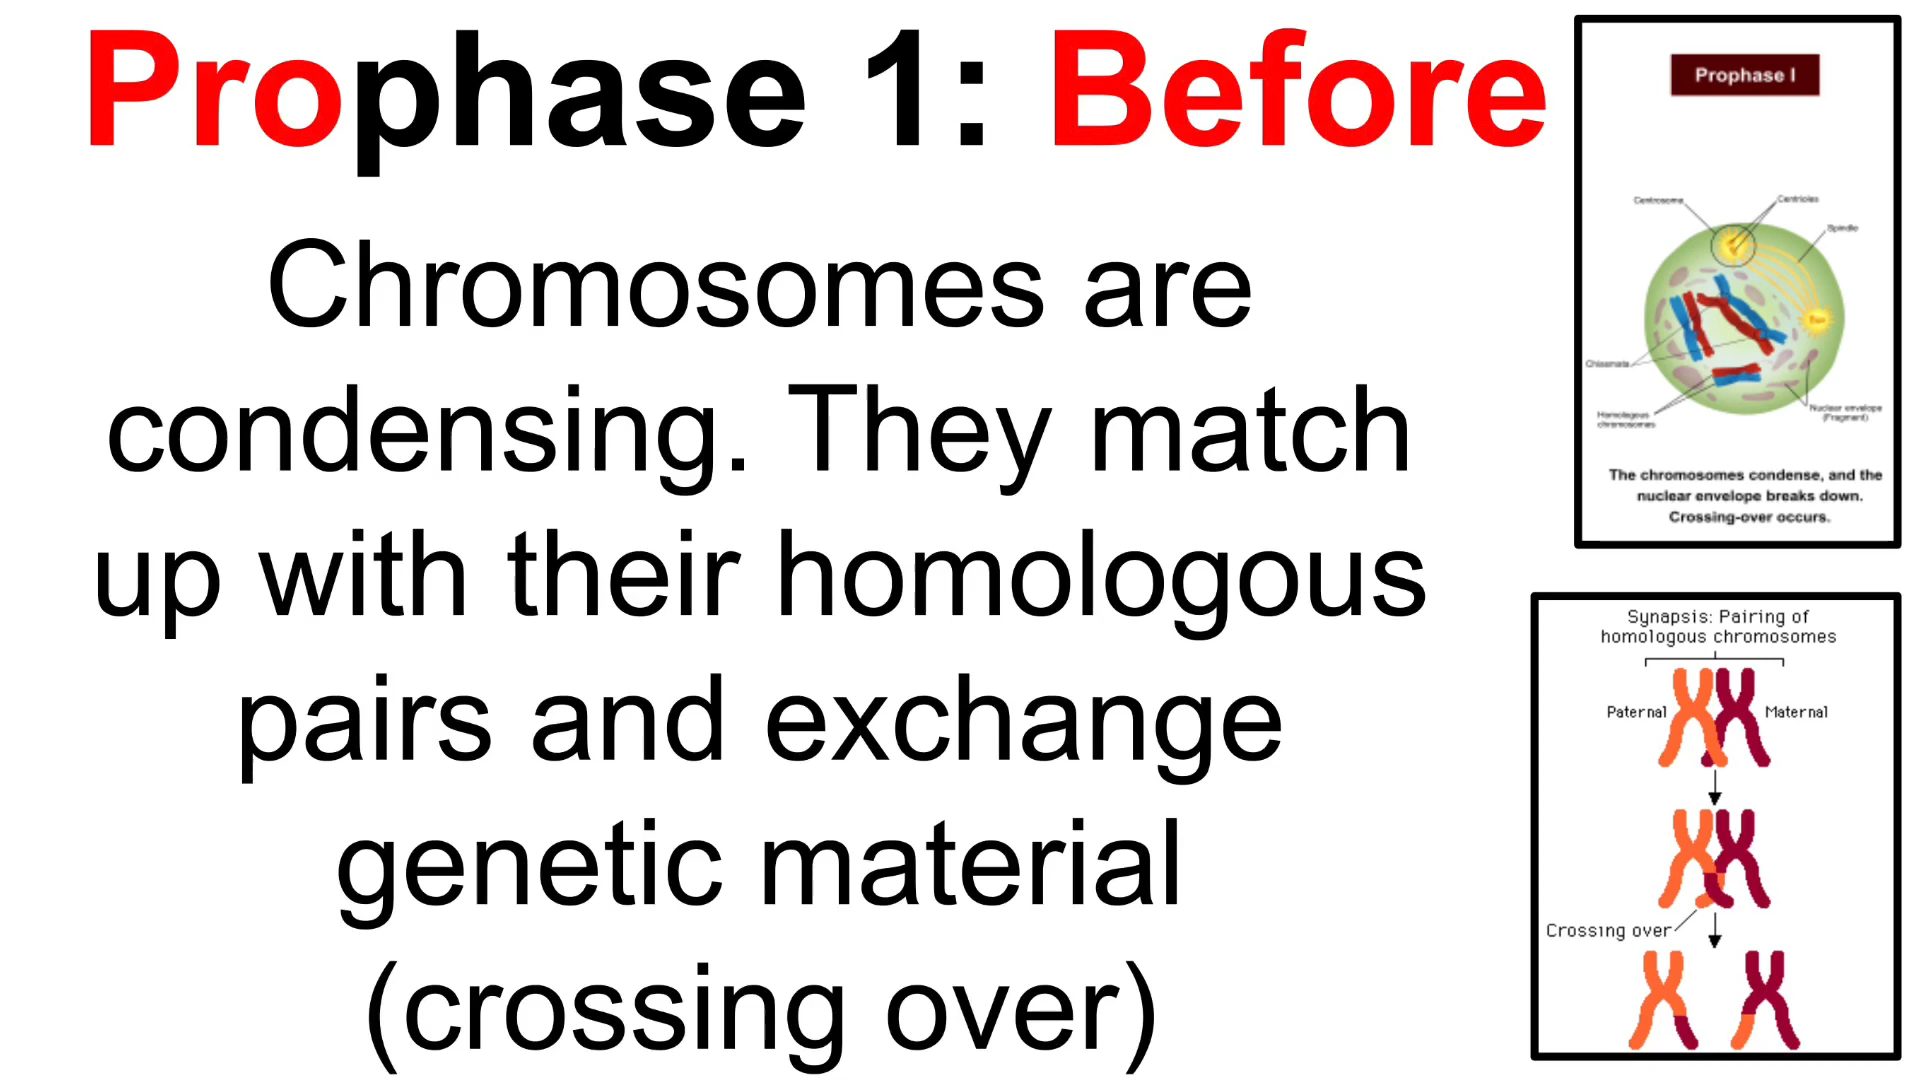 Prophase 1: Before
Chromosomes are
condensing. They match
up with their homologous
pairs and exchange
genetic material
(crossing over)
Prophase I
Centrosome
Centrioles
Spindle
Chiasmata
Homologous
chromosomes
Nuclear envelope
(Fragment)
The chromosomes condense, and the
nuclear envelope breaks down.
Crossing-over occurs.
Synapsis: Pairing of
homologous chromosomes
Paternal
Maternal
Crossing over